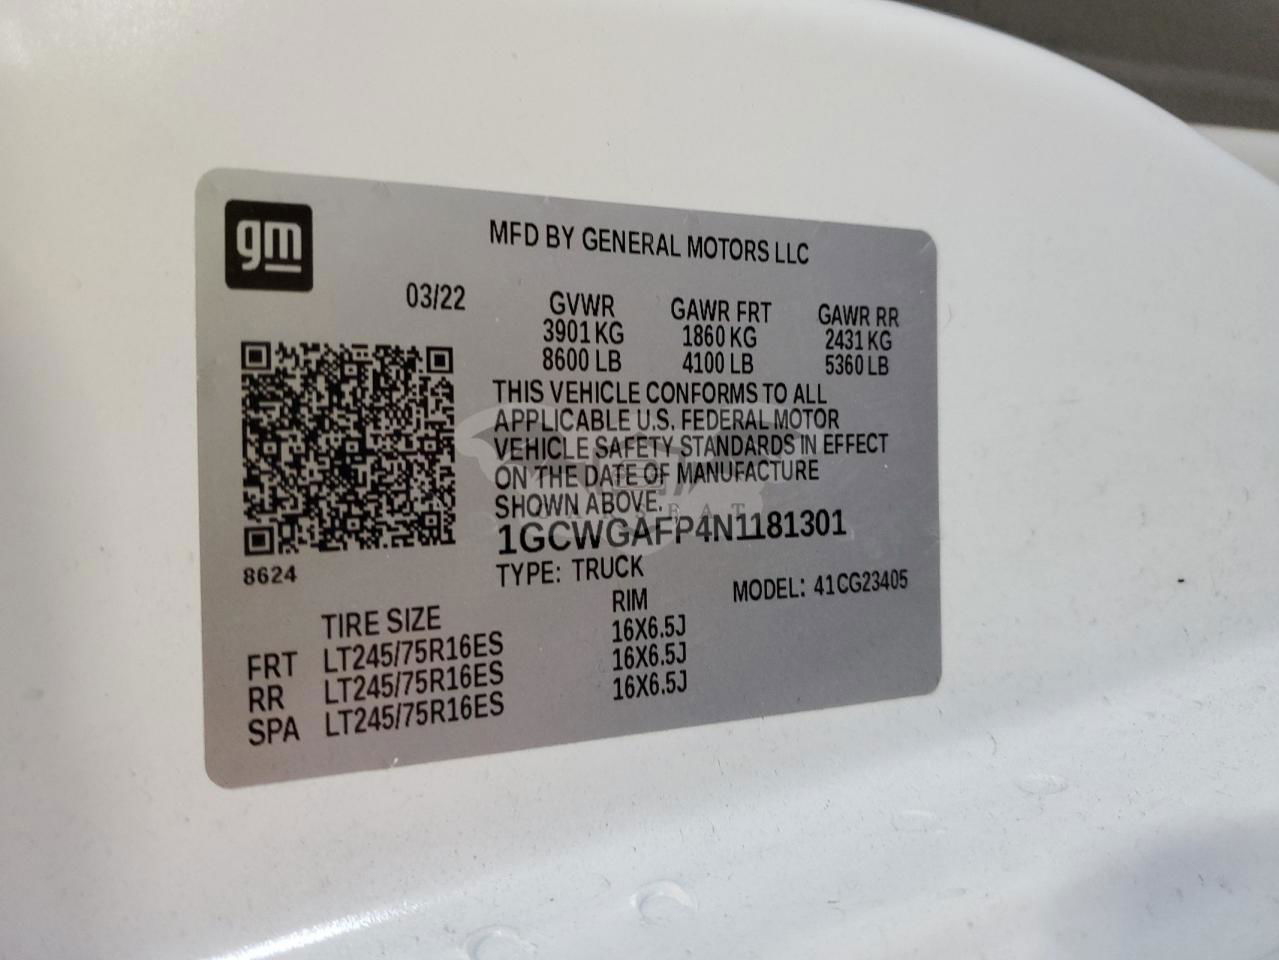 gm
MFD BY GENERAL MOTORS LLC
03/22 GVWR GAWR FRT GAWR RR
3901 KG 1860 KG 2431 KG
8600 LB 4100 LB 5360 LB
THIS VEHICLE CONFORMS TO ALL
APPLICABLE U.S. FEDERAL MOTOR
VEHICLE SAFETY STANDARDS IN EFFECT
ON THE DATE OF MANUFACTURE
SHOWN ABOVE.
1GCWGAFP4N1181301
8624
TYPE: TRUCK MODEL: 41CG23405
TIRE SIZE RIM
FRT LT245/75R16ES 16X6.5J
RR LT245/75R16ES 16X6.5J
SPA LT245/75R16ES 16X6.5J